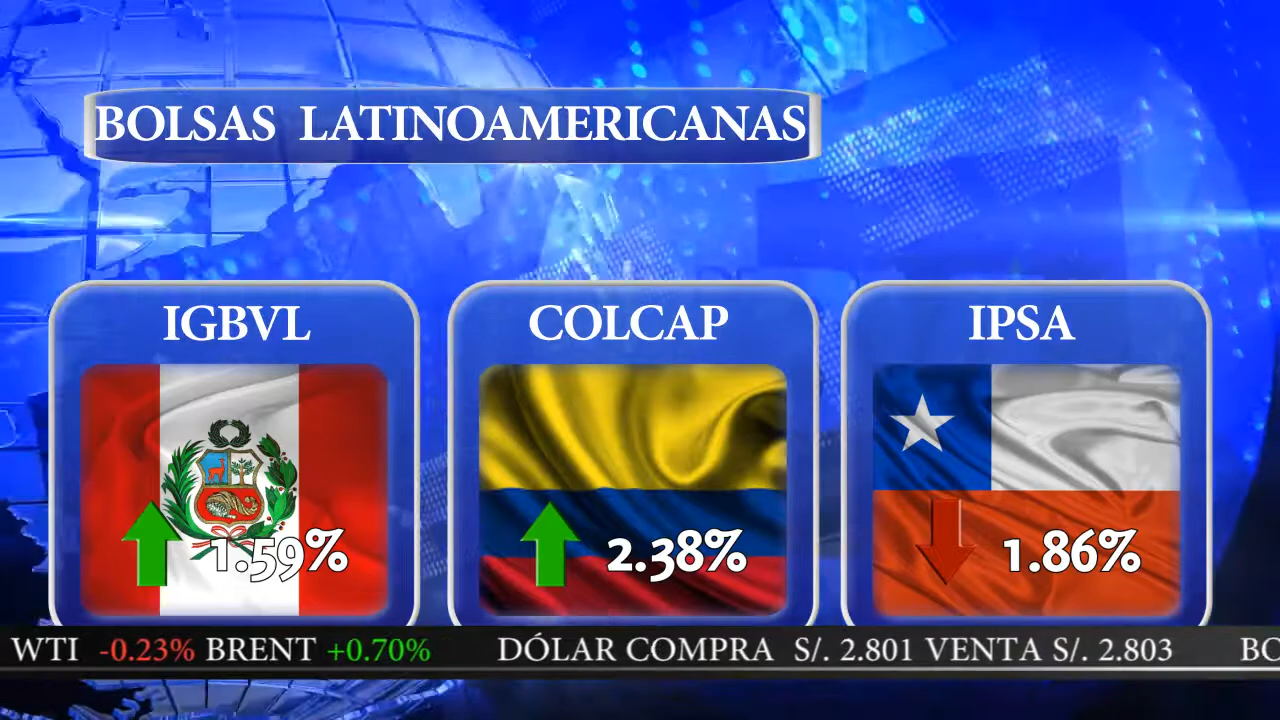 BOLSAS LATINOAMERICANAS
IGBVL
COLCAP
IPSA
1.59%
2.38%
1.86%
WTI -0.23% BRENT +0.70% DÓLAR COMPRA S/. 2.801 VENTA S/. 2.803 BO